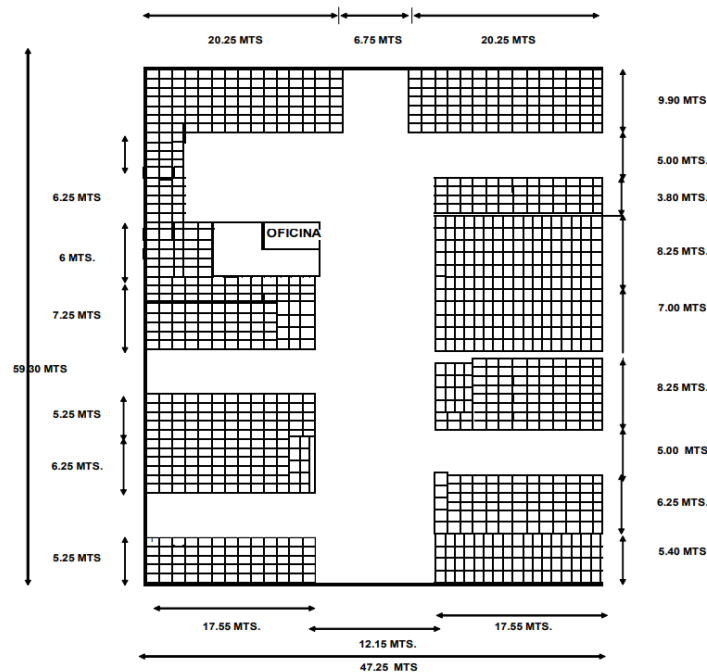 20.25 MTS
6.75 MTS
20.25 MTS
9.90 MTS
5.00 MTS.
6.25 MTS
3.80 MTS.
OFICINA
6 MTS.
8.25 MTS
7.25 MTS
7.00 MTS
59.30 MTS
8.25 MTS.
5.25 MTS
5.00 MTS
6.25 MTS.
6.25 MTS
5.25 MTS
5.40 MTS
17.55 MTS.
17.55 MTS.
12.15 MTS.
47.25 MTS